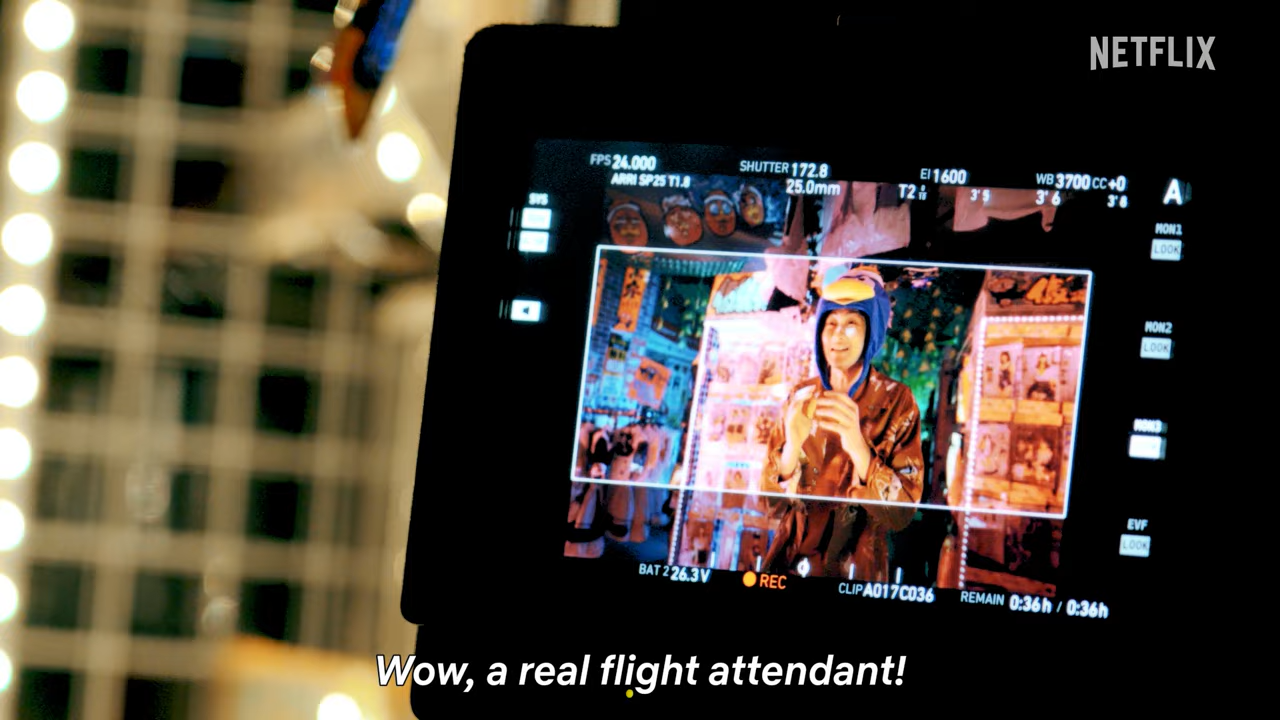 NETFLIX
FPS 24.000
SHUTTER 172.8
EI 1600
WB 3700 CC +0
A
ARRI SP25 T1.8
25.0mm
T2
3'5
3'6
3'8
SVS
MON1
LOOK
MON2
LOOK
MON3
EVF
LOOK
BAT 2 26.3V
REC
CLIP A017C036
REMAIN 0:36h / 0:36h
Wow, a real flight attendant!